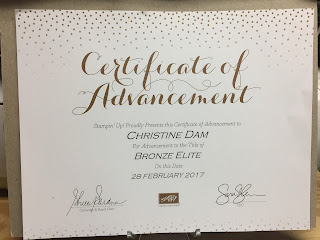 Certificate of
Advancement
Stampin' Up! Proudly Presents this Certificate of Advancement to
CHRISTINE DAM
For Advancement to the Title of
BRONZE ELITE
On this Date
28 FEBRUARY 2017